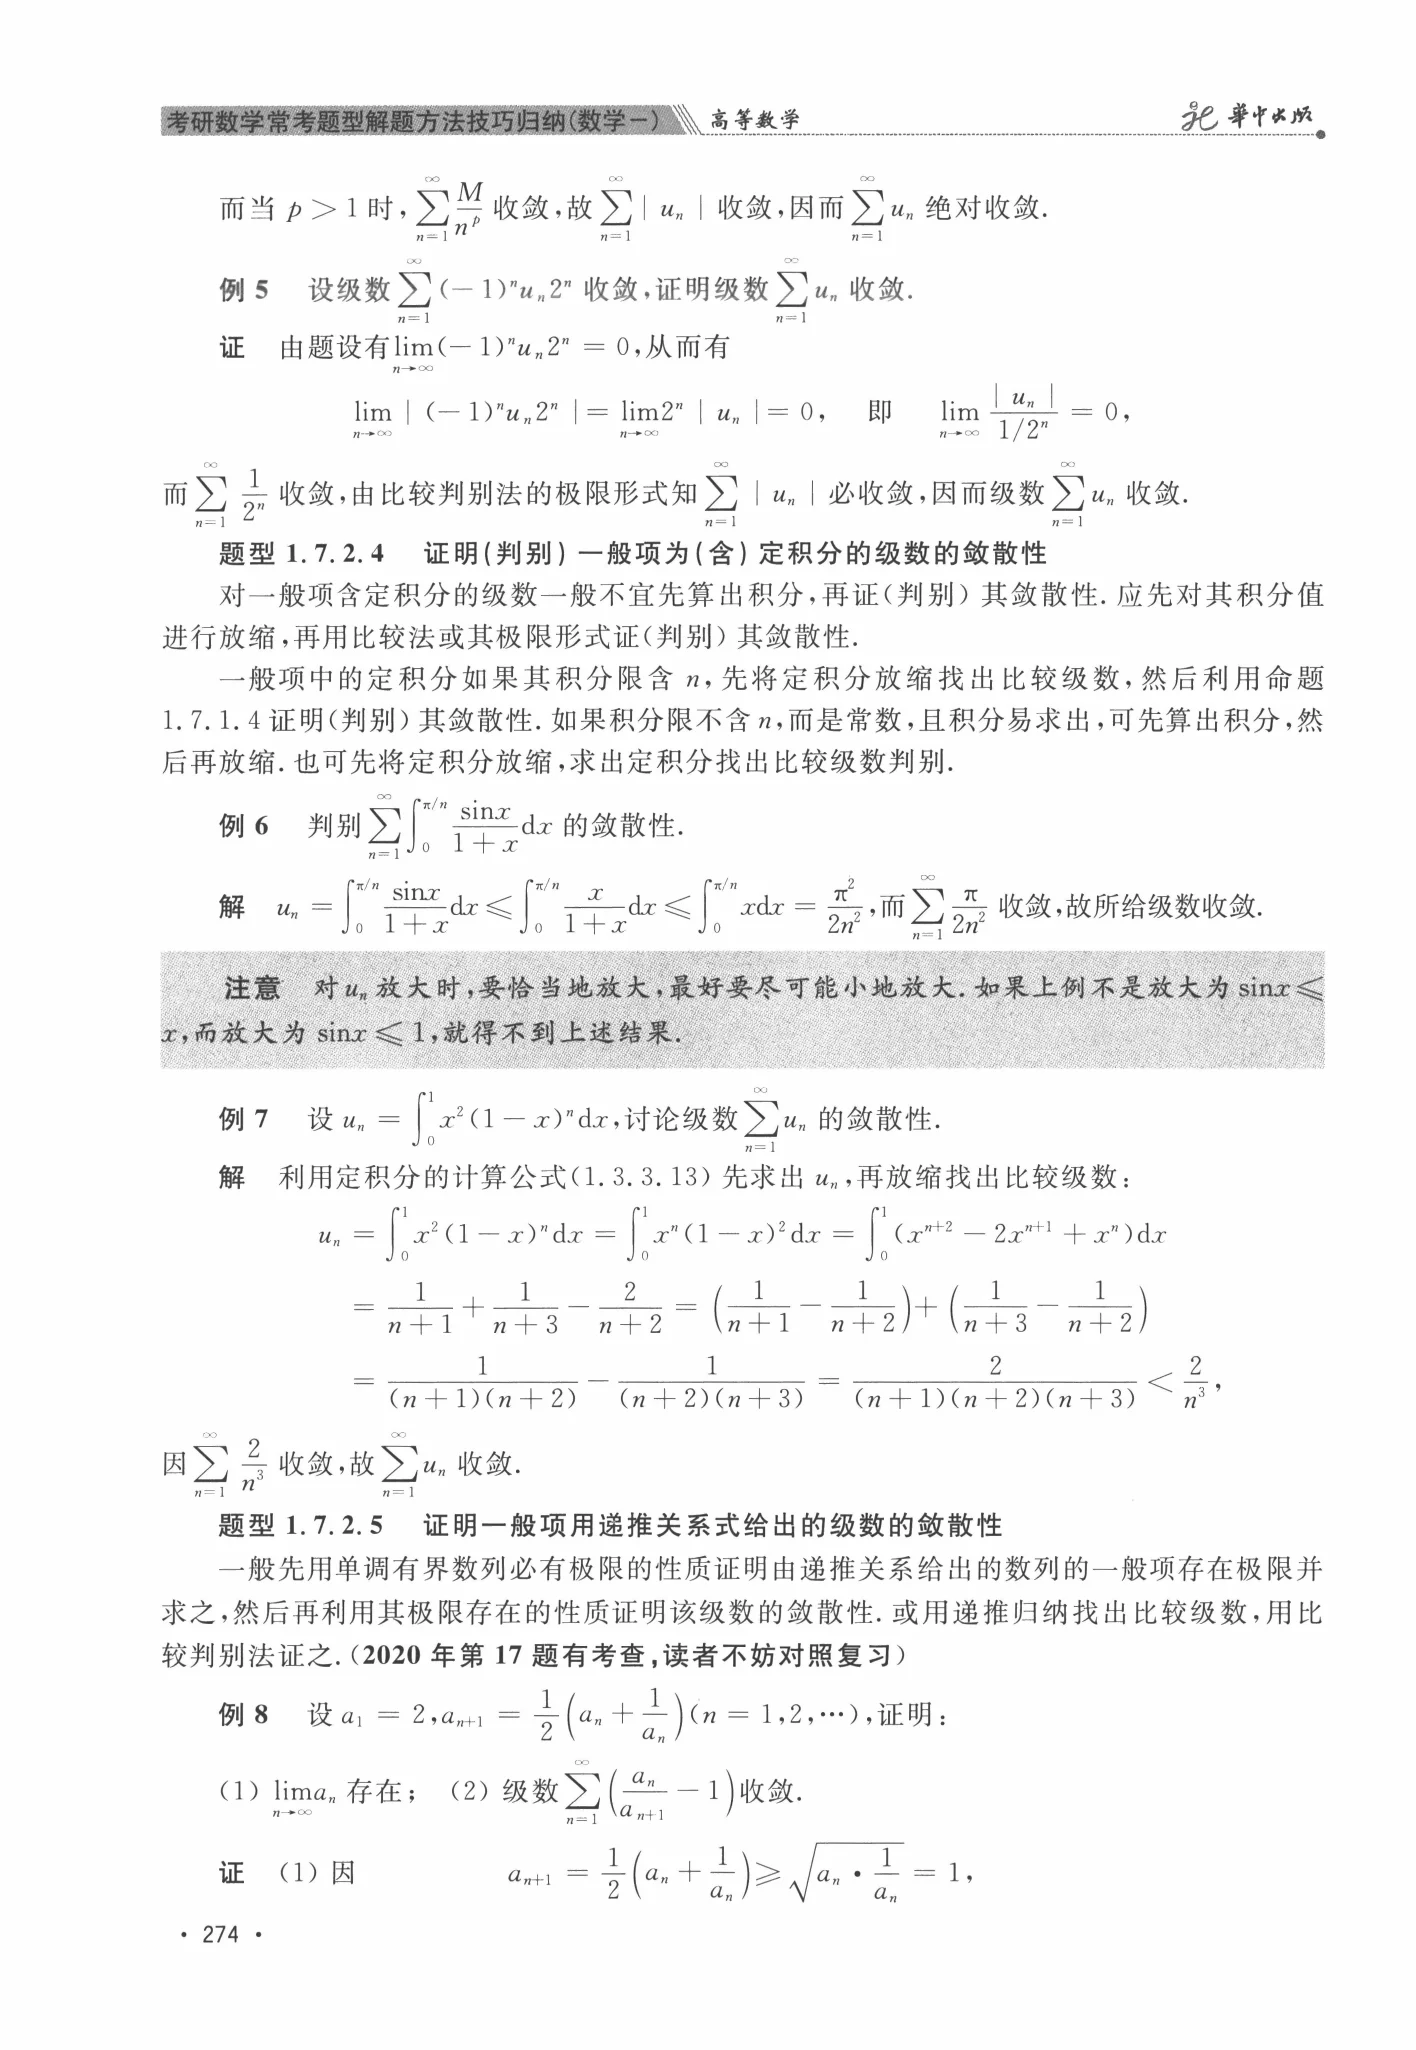 考研数学常考题型解题方法技巧归纳(数学一) 高等数学 華中出版
而当 p > 1 时, $\sum_{n=1}^{\infty}\frac{M}{n^p}$ 收敛,故 $\sum_{n=1}^{\infty}|u_n|$ 收敛,因而 $\sum_{n=1}^{\infty}u_n$ 绝对收敛.
例 5 设级数 $\sum_{n=1}^{\infty}(-1)^n u_n 2^n$ 收敛,证明级数 $\sum_{n=1}^{\infty}u_n$ 收敛.
证 由题设有 $\lim_{n\to\infty}(-1)^n u_n 2^n = 0$,从而有
$\lim_{n\to\infty}|(-1)^n u_n 2^n| = \lim_{n\to\infty}2^n|u_n| = 0$, 即 $\lim_{n\to\infty}\frac{|u_n|}{1/2^n} = 0$,
而 $\sum_{n=1}^{\infty}\frac{1}{2^n}$ 收敛,由比较判别法的极限形式知 $\sum_{n=1}^{\infty}|u_n|$ 必收敛,因而级数 $\sum_{n=1}^{\infty}u_n$ 收敛.
题型 1.7.2.4 证明(判别)一般项为(含)定积分的级数的敛散性
对一般项含定积分的级数一般不宜先算出积分,再证(判别)其敛散性. 应先对其积分值
进行放缩,再用比较法或其极限形式证(判别)其敛散性.
一般项中的定积分如果其积分限含 n,先将定积分放缩找出比较级数,然后利用命题
1.7.1.4 证明(判别)其敛散性. 如果积分限不含 n,而是常数,且积分易求出,可先算出积分,然
后再放缩. 也可先将定积分放缩,求出定积分找出比较级数判别.
例 6 判别 $\sum_{n=1}^{\infty}\int_0^{\pi/n}\frac{\sin x}{1+x}dx$ 的敛散性.
解 $u_n = \int_0^{\pi/n}\frac{\sin x}{1+x}dx \leqslant \int_0^{\pi/n}\frac{x}{1+x}dx \leqslant \int_0^{\pi/n}xdx = \frac{\pi^2}{2n^2}$,而 $\sum_{n=1}^{\infty}\frac{\pi}{2n^2}$ 收敛,故所给级数收敛.
注意 对 $u_n$ 放大时,要恰当地放大,最好要尽可能小地放大. 如果上例不是放大为 $\sin x \leqslant$
x,而放大为 $\sin x \leqslant 1$,就得不到上述结果.
例 7 设 $u_n = \int_0^1 x^2(1-x)^n dx$,讨论级数 $\sum_{n=1}^{\infty}u_n$ 的敛散性.
解 利用定积分的计算公式(1.3.3.13)先求出 $u_n$,再放缩找出比较级数:
$u_n = \int_0^1 x^2(1-x)^n dx = \int_0^1 x^n(1-x)^2 dx = \int_0^1 (x^{n+2} - 2x^{n+1} + x^n)dx$
$= \frac{1}{n+1} + \frac{1}{n+3} - \frac{2}{n+2} = \left(\frac{1}{n+1} - \frac{1}{n+2}\right) + \left(\frac{1}{n+3} - \frac{1}{n+2}\right)$
$= \frac{1}{(n+1)(n+2)} - \frac{1}{(n+2)(n+3)} = \frac{2}{(n+1)(n+2)(n+3)} < \frac{2}{n^3}$,
因 $\sum_{n=1}^{\infty}\frac{2}{n^3}$ 收敛,故 $\sum_{n=1}^{\infty}u_n$ 收敛.
题型 1.7.2.5 证明一般项用递推关系式给出的级数的敛散性
一般先用单调有界数列必有极限的性质证明由递推关系给出的数列的一般项存在极限并
求之,然后再利用其极限存在的性质证明该级数的敛散性. 或用递推归纳找出比较级数,用比
较判别法证之.(2020 年第 17 题有考查,读者不妨对照复习)
例 8 设 $a_1 = 2, a_{n+1} = \frac{1}{2}\left(a_n + \frac{1}{a_n}\right)(n = 1,2,\cdots)$,证明:
(1) $\lim_{n\to\infty}a_n$ 存在; (2) 级数 $\sum_{n=1}^{\infty}\left(\frac{a_n}{a_{n+1}} - 1\right)$收敛.
证 (1) 因 $a_{n+1} = \frac{1}{2}\left(a_n + \frac{1}{a_n}\right) \geqslant \sqrt{a_n \cdot \frac{1}{a_n}} = 1$,
· 274 ·